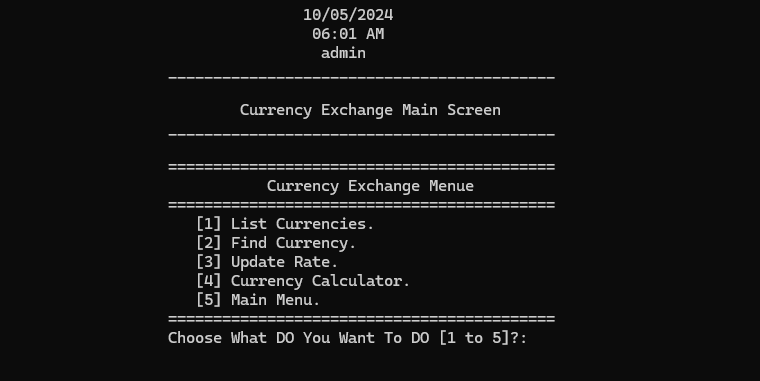 10/05/2024
06:01 AM
admin
___________________________________________
Currency Exchange Main Screen
___________________________________________
===========================================
Currency Exchange Menue
===========================================
[1] List Currencies.
[2] Find Currency.
[3] Update Rate.
[4] Currency Calculator.
[5] Main Menu.
===========================================
Choose What DO You Want To DO [1 to 5]?: